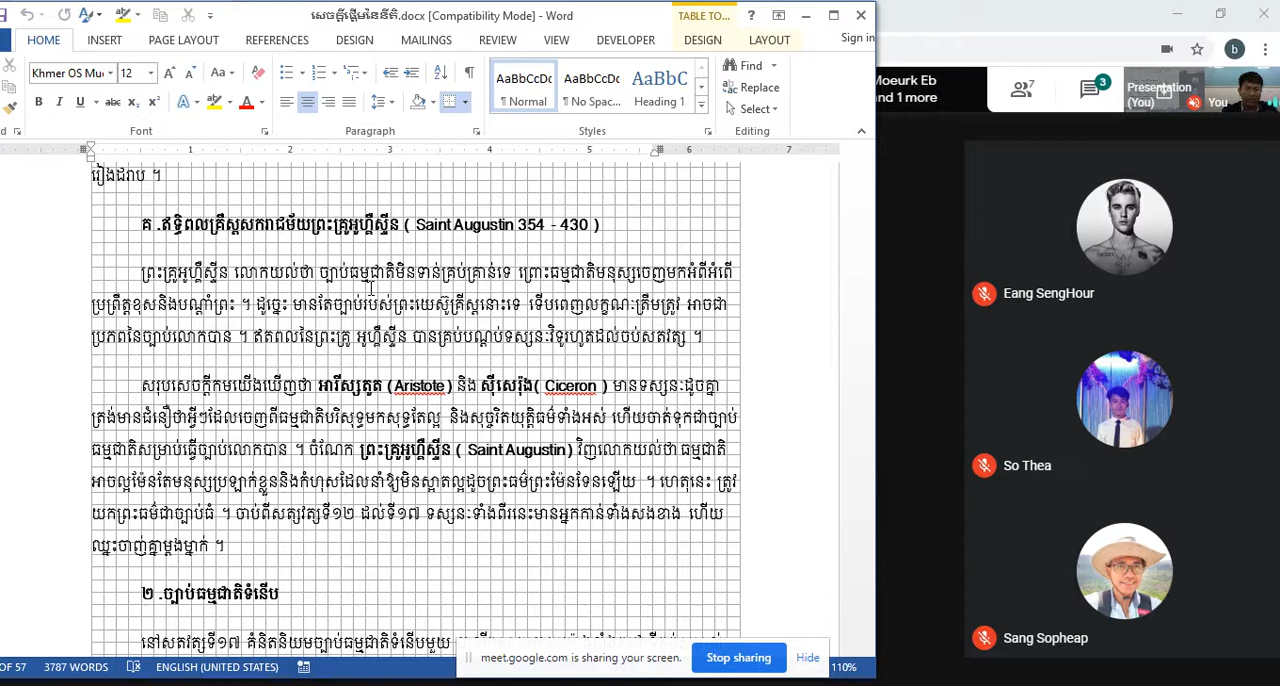 សេចក្តីផ្តើមនៃនីតិ.docx [Compatibility Mode] - Word
TABLE TO...
HOME INSERT PAGE LAYOUT REFERENCES DESIGN MAILINGS REVIEW VIEW DEVELOPER DESIGN LAYOUT Sign in
Khmer OS Mu 12
AaBbCcDc AaBbCcDc AaBbC
¶ Normal ¶ No Spac... Heading 1
Find
Replace
Select
Font Paragraph Styles Editing
1 2 3 4 5 6 7
រៀងដរាប ។
គ .ឥទ្ធិពលគ្រឹស្តសករាជម័យព្រះគ្រូអូហ្គឺស្ទីន ( Saint Augustin 354 - 430 )
ព្រះគ្រូអូហ្គឺស្ទីន លោកយល់ថា ច្បាប់ធម្មជាតិមិនទាន់គ្រប់គ្រាន់ទេ ព្រោះធម្មជាតិមនុស្សចេញមកអំពីអំពើ
ប្រព្រឹត្តខុសនិងបណ្តាំព្រះ ។ ដូច្នេះ មានតែច្បាប់របស់ព្រះយេស៊ូគ្រីស្តនោះទេ ទើបពេញលក្ខណៈត្រឹមត្រូវ អាចជា
ប្រភពនៃច្បាប់លោកបាន ។ ឥតពលនៃព្រះគ្រូ អូហ្គឺស្ទីន បានគ្រប់បណ្តប់ទស្សនៈវិទូរហូតដល់ចប់សតវត្ស ។
សរុបសេចក្តីកមយើងឃើញថា អារីស្សតូត (Aristote) និង ស៊ីសេរ៉ុង( Ciceron ) មានទស្សនៈដូចគ្នា
ត្រង់មានជំនឿថាអ្វីៗដែលចេញពីធម្មជាតិបរិសុទ្ធមកសុទ្ធតែល្អ និងសុច្ចរិតយុត្តិធម៌ទាំងអស់ ហើយចាត់ទុកជាច្បាប់
ធម្មជាតិសម្រាប់ធ្វើច្បាប់លោកបាន ។ ចំណែក ព្រះគ្រូអូហ្គឺស្ទីន ( Saint Augustin) វិញលោកយល់ថា ធម្មជាតិ
អាចល្អម៉ែនតែមនុស្សប្រឡាក់ខ្លួននិងកំហុសដែលនាំឱ្យមិនស្អាតល្អដូចព្រះធម៌ព្រះម៉ែនទែនឡើយ ។ ហេតុនេះ ត្រូវ
យកព្រះធម៌ជាច្បាប់ធំ ។ ចាប់ពីសត្សវត្សទី១២ ដល់ទី១៧ ទស្សនៈទាំងពីរនេះមានអ្នកកាន់ទាំងសងខាង ហើយ
ឈ្នះចាញ់គ្នាម្តងម្នាក់ ។
២ .ច្បាប់ធម្មជាតិទំនើប
នៅសតវត្សទី១៧ គំនិតនិយមច្បាប់ធម្មជាតិទំនើបមួយ
meet.google.com is sharing your screen. Stop sharing Hide
OF 57 3787 WORDS ENGLISH (UNITED STATES) 110%
b
Moeurk Eb
and 1 more
7 3
Presentation
(You)
You
Eang SengHour
So Thea
Sang Sopheap